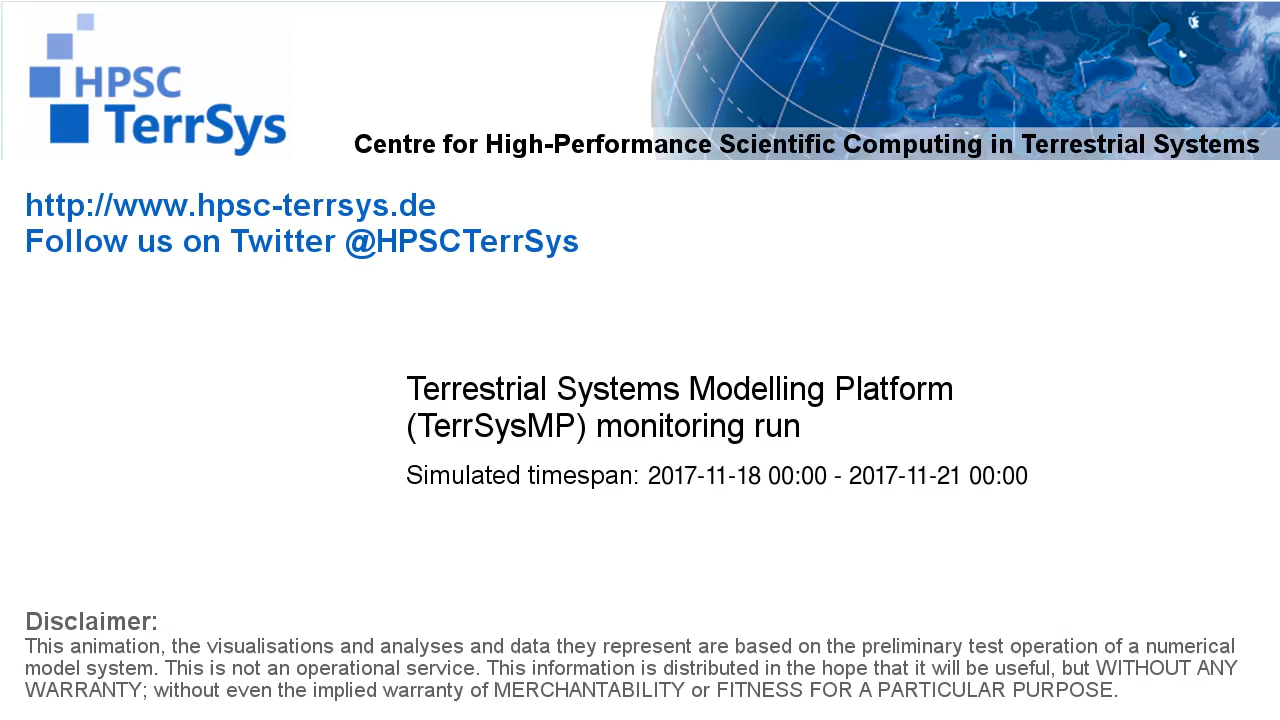 HPSC
TerrSys
Centre for High-Performance Scientific Computing in Terrestrial Systems
http://www.hpsc-terrsys.de
Follow us on Twitter @HPSCTerrSys
Terrestrial Systems Modelling Platform
(TerrSysMP) monitoring run
Simulated timespan: 2017-11-18 00:00 - 2017-11-21 00:00
Disclaimer:
This animation, the visualisations and analyses and data they represent are based on the preliminary test operation of a numerical
model system. This is not an operational service. This information is distributed in the hope that it will be useful, but WITHOUT ANY
WARRANTY; without even the implied warranty of MERCHANTABILITY or FITNESS FOR A PARTICULAR PURPOSE.